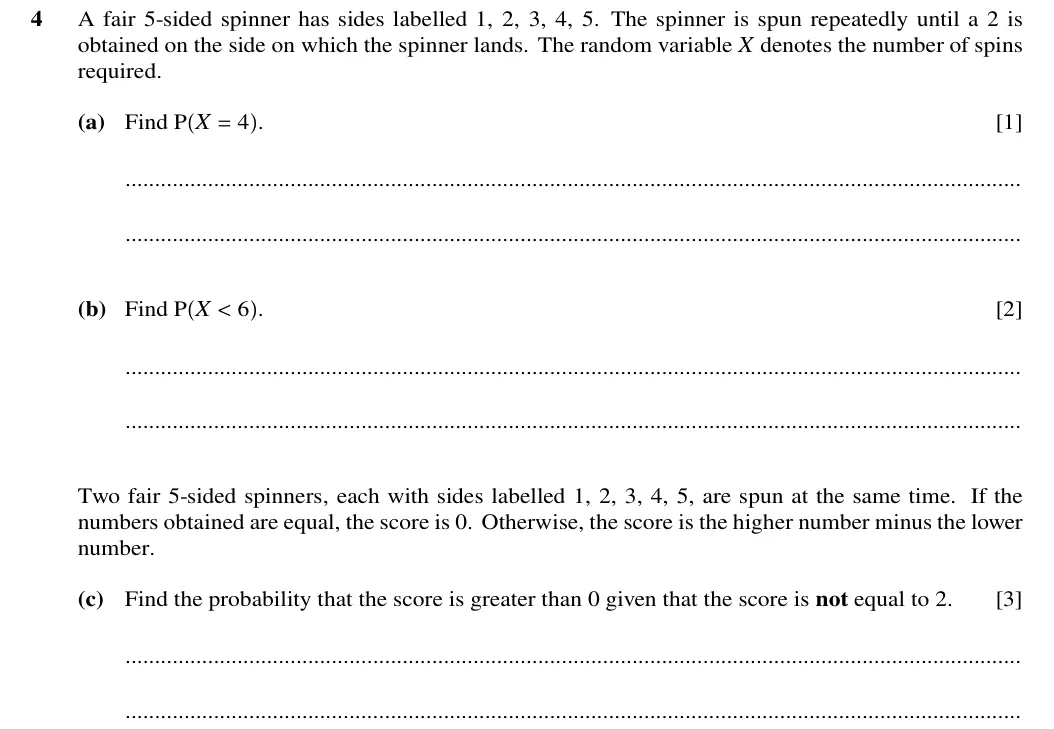 4 A fair 5-sided spinner has sides labelled 1, 2, 3, 4, 5. The spinner is spun repeatedly until a 2 is
obtained on the side on which the spinner lands. The random variable X denotes the number of spins
required.
(a) Find P(X = 4). [1]
(b) Find P(X < 6). [2]
Two fair 5-sided spinners, each with sides labelled 1, 2, 3, 4, 5, are spun at the same time. If the
numbers obtained are equal, the score is 0. Otherwise, the score is the higher number minus the lower
number.
(c) Find the probability that the score is greater than 0 given that the score is not equal to 2. [3]